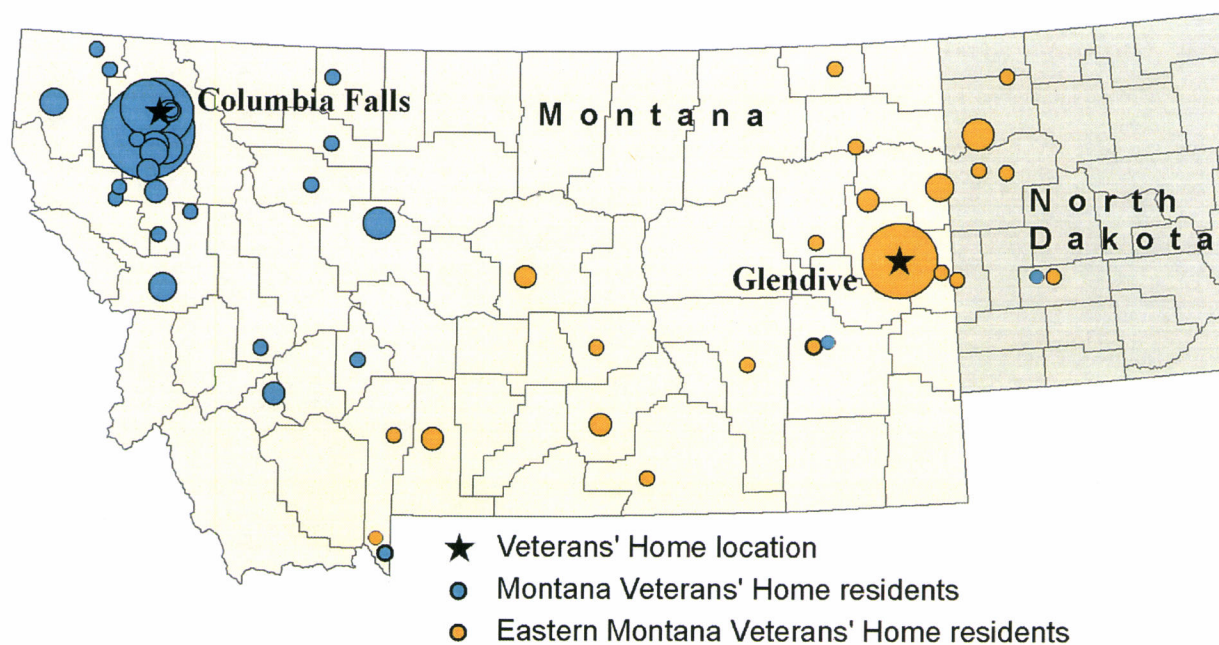 Columbia Falls
Montana
North
Dakota
Glendive
Veterans' Home location
Montana Veterans' Home residents
Eastern Montana Veterans' Home residents